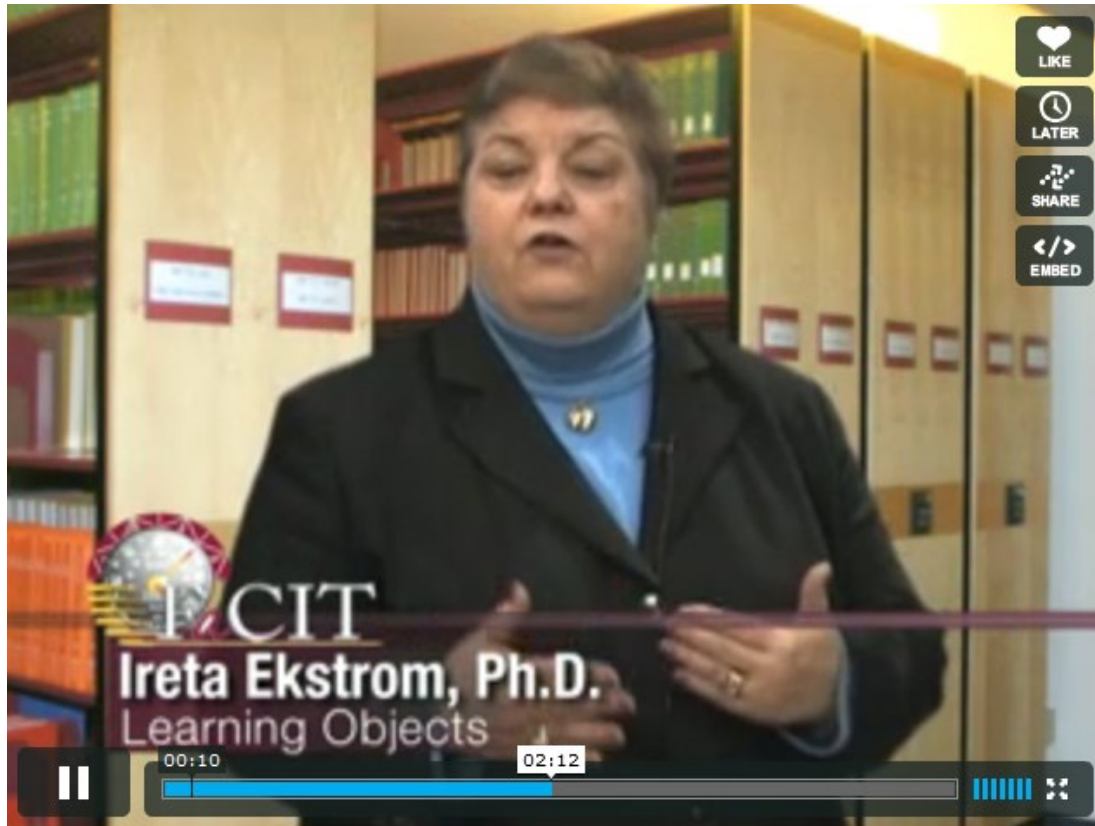 LIKE
LATER
SHARE
</>
EMBED
CIT
Ireta Ekstrom, Ph.D.
Learning Objects
00:10
02:12